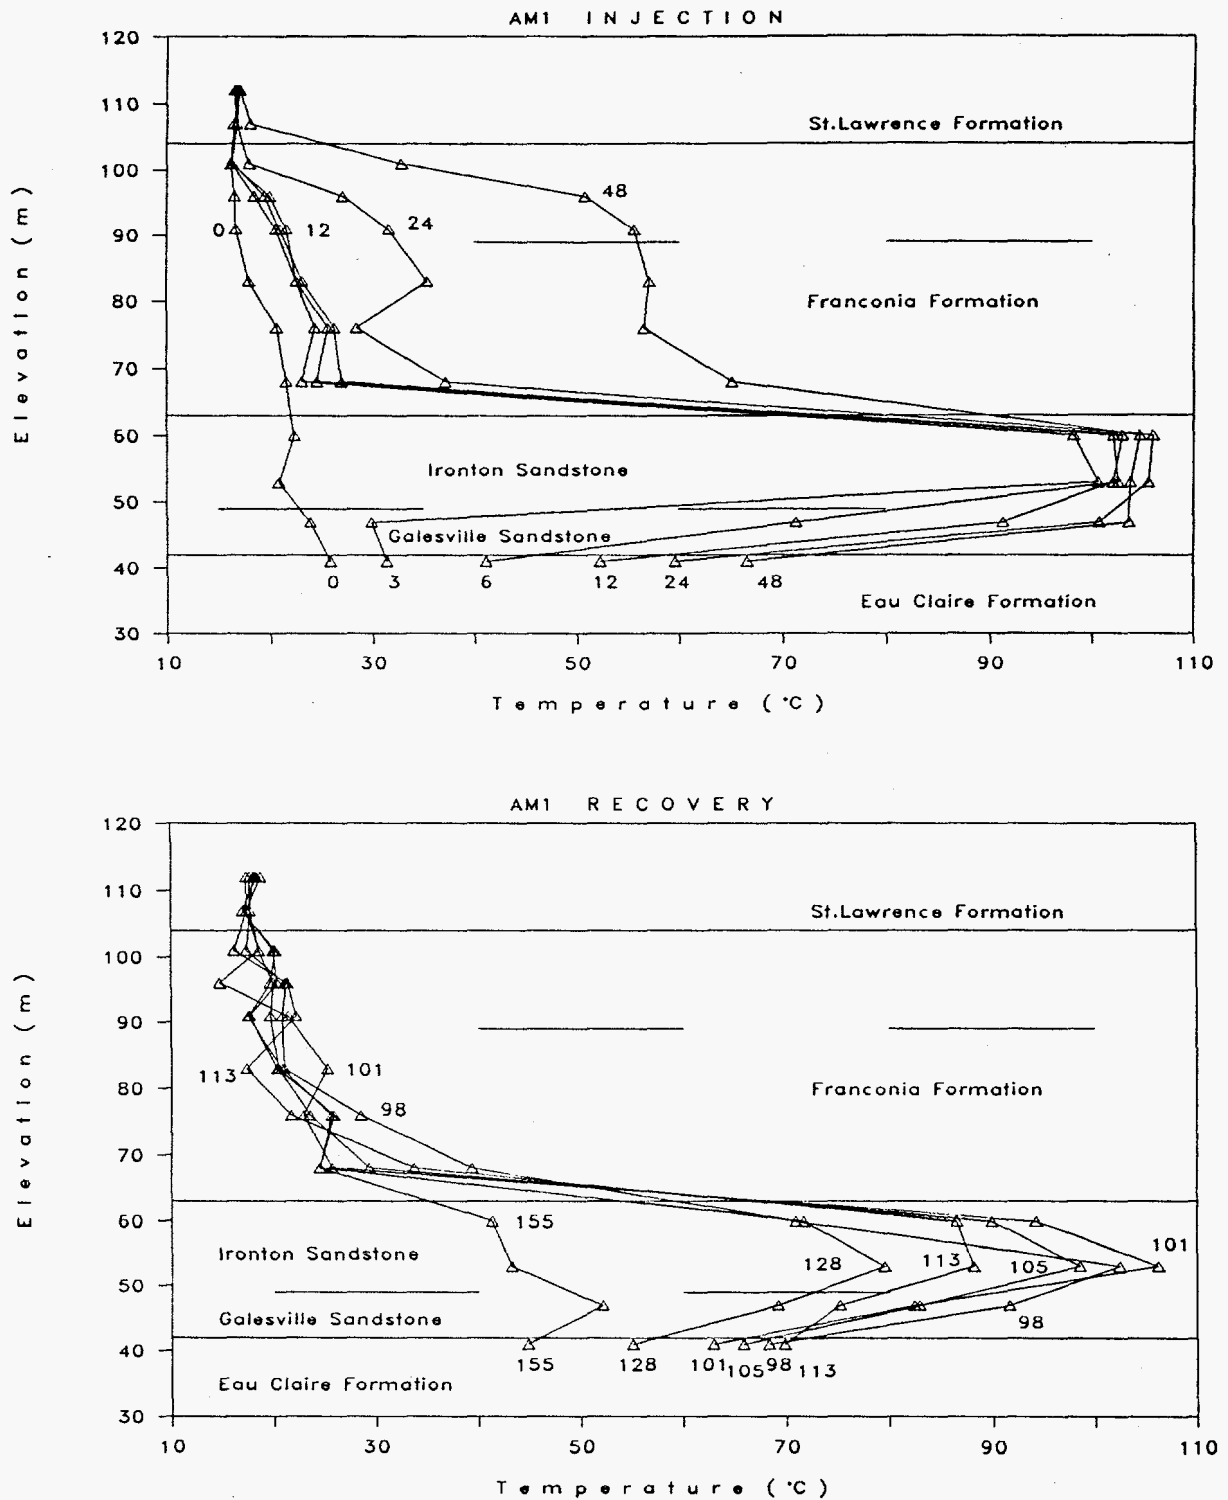 AM1 INJECTION
120
110
St.Lawrence Formation
100
48
0 12 24
90
Franconia Formation
80
70
60
Ironton Sandstone
50
Galesville Sandstone
40
0 3 6 12 24 48
Eau Claire Formation
30
10 30 50 70 90 110
Temperature (°C)
Elevation (m)
AM1 RECOVERY
120
110
St.Lawrence Formation
100
90
113 101
Franconia Formation
80
98
70
60
155
101
Ironton Sandstone
128 113 105
50
Galesville Sandstone
98
40
155 128 101 105 98 113
Eau Claire Formation
30
10 30 50 70 90 110
Temperature (°C)
Elevation (m)